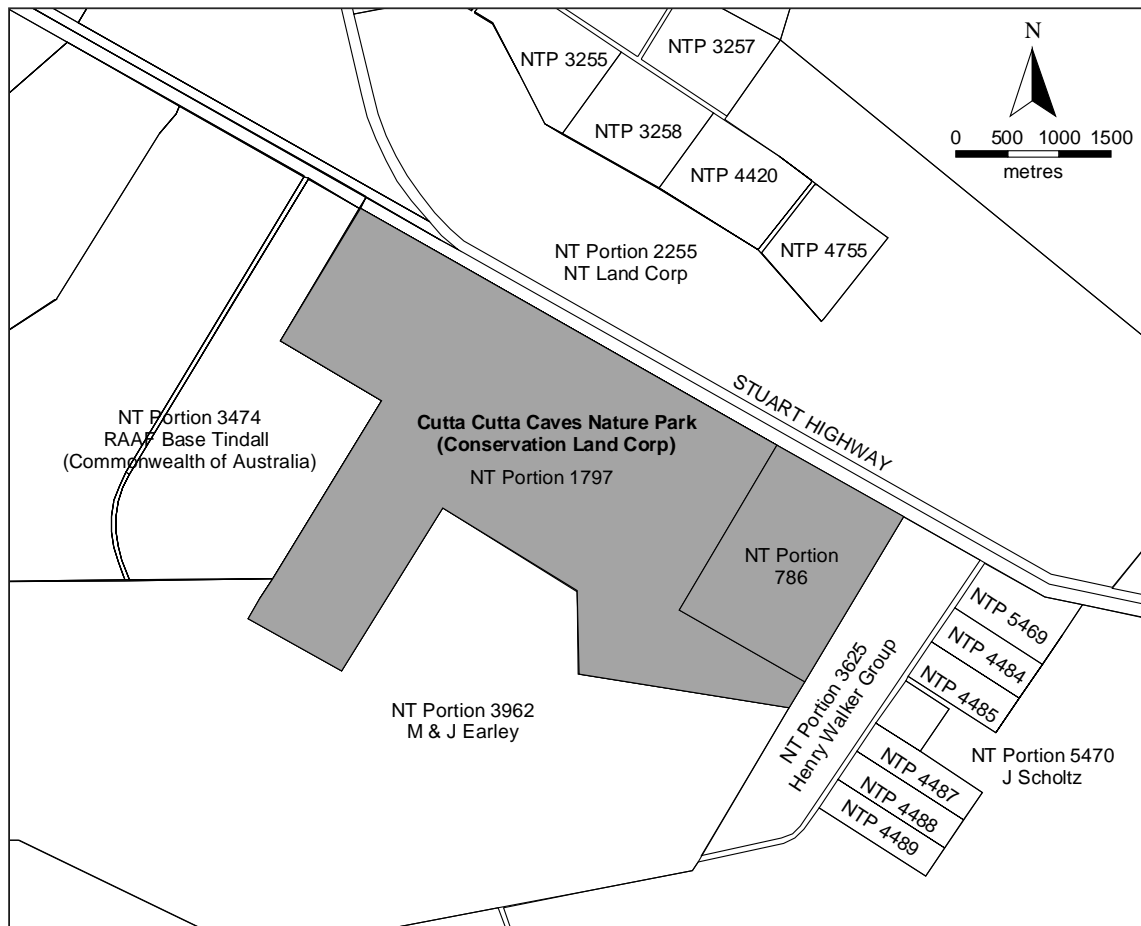 NTP 3257
NTP 3255
NTP 3258
NTP 4420
NTP 4755
N
0 500 1000 1500
metres
NT Portion 2255
NT Land Corp
STUART HIGHWAY
NT Portion 3474
RAAF Base Tindall
(Commonwealth of Australia)
Cutta Cutta Caves Nature Park
(Conservation Land Corp)
NT Portion 1797
NT Portion
786
NT Portion 3625
Henry Walker Group
NTP 5469
NTP 4484
NTP 4485
NT Portion 3962
M & J Earley
NT Portion 5470
J Scholtz
NTP 4487
NTP 4488
NTP 4489